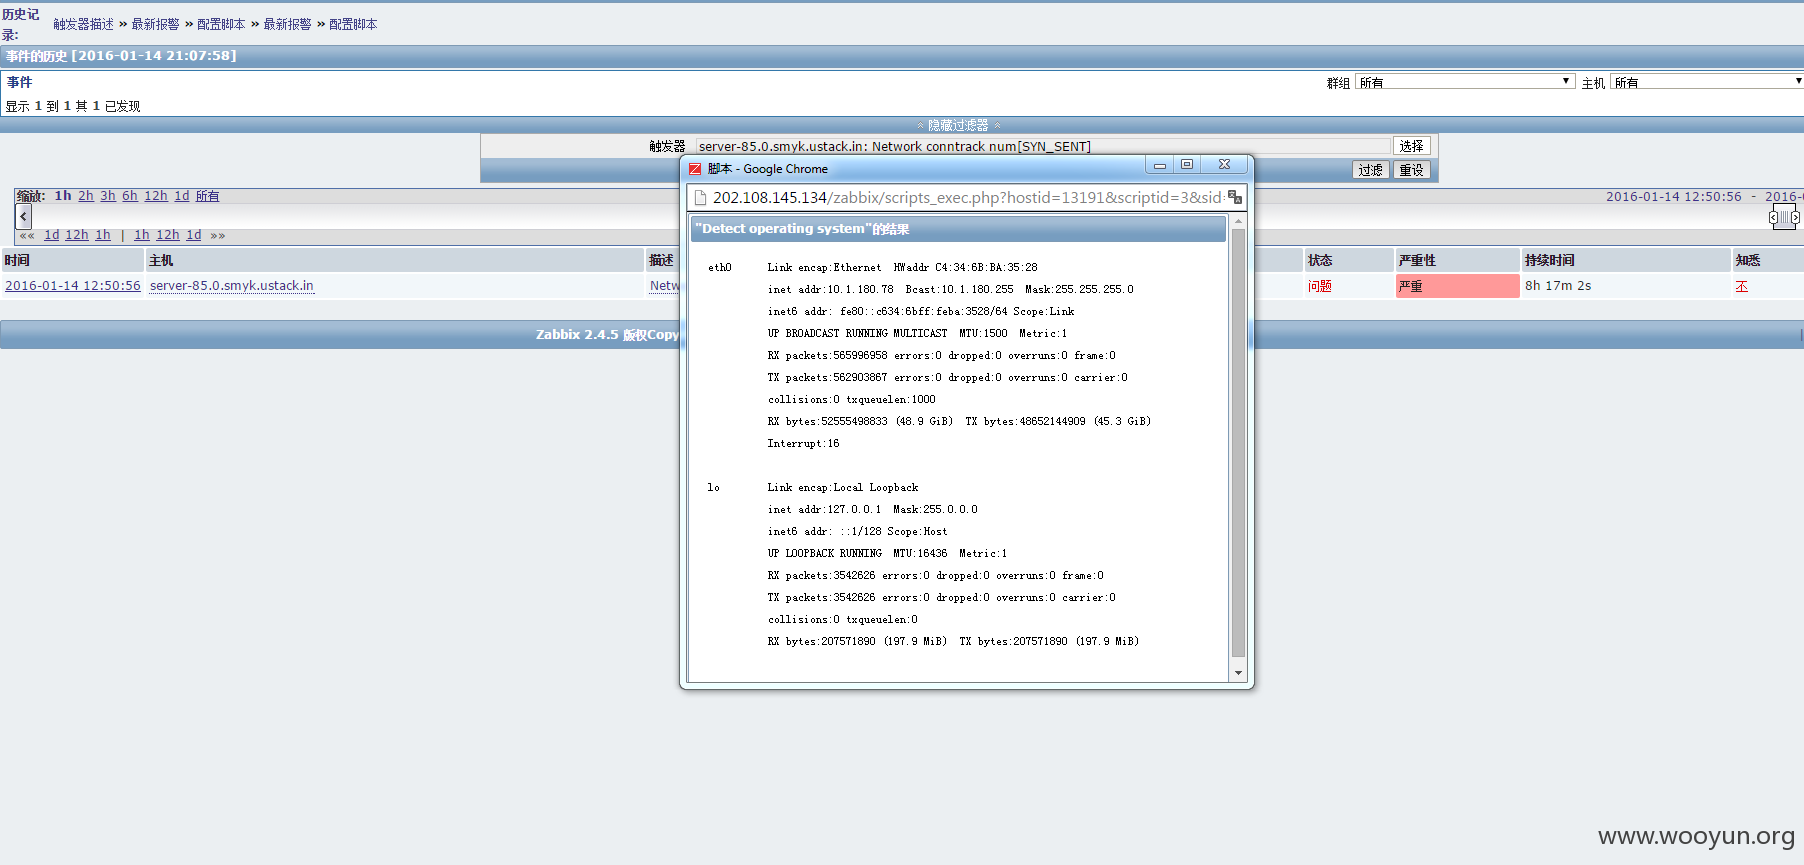 历史记录: 触发器描述 » 最新报警 » 配置脚本 » 最新报警 » 配置脚本
事件的历史 [2016-01-14 21:07:58]
事件 群组 所有 主机 所有
显示 1 到 1 其 1 已发现
隐藏过滤器
触发器 server-85.0.smyk.ustack.in: Network conntrack num[SYN_SENT] 选择
过滤 重设
缩放: 1h 2h 3h 6h 12h 1d 所有 2016-01-14 12:50:56 - 2016-
«« 1d 12h 1h | 1h 12h 1d »»
时间 主机 描述 状态 严重性 持续时间 知悉
2016-01-14 12:50:56 server-85.0.smyk.ustack.in Netw 问题 严重 8h 17m 2s 不
Zabbix 2.4.5 版权Copy
脚本 - Google Chrome
202.108.145.134/zabbix/scripts_exec.php?hostid=13191&scriptid=3&sid
"Detect operating system"的结果
eth0 Link encap:Ethernet HWaddr C4:34:6B:BA:35:28
inet addr:10.1.180.78 Bcast:10.1.180.255 Mask:255.255.255.0
inet6 addr: fe80::c634:6bff:feba:3528/64 Scope:Link
UP BROADCAST RUNNING MULTICAST MTU:1500 Metric:1
RX packets:565996958 errors:0 dropped:0 overruns:0 frame:0
TX packets:562903867 errors:0 dropped:0 overruns:0 carrier:0
collisions:0 txqueuelen:1000
RX bytes:52555498833 (48.9 GiB) TX bytes:48652144909 (45.3 GiB)
Interrupt:16
lo Link encap:Local Loopback
inet addr:127.0.0.1 Mask:255.0.0.0
inet6 addr: ::1/128 Scope:Host
UP LOOPBACK RUNNING MTU:16436 Metric:1
RX packets:3542626 errors:0 dropped:0 overruns:0 frame:0
TX packets:3542626 errors:0 dropped:0 overruns:0 carrier:0
collisions:0 txqueuelen:0
RX bytes:207571890 (197.9 MiB) TX bytes:207571890 (197.9 MiB)
www.wooyun.org